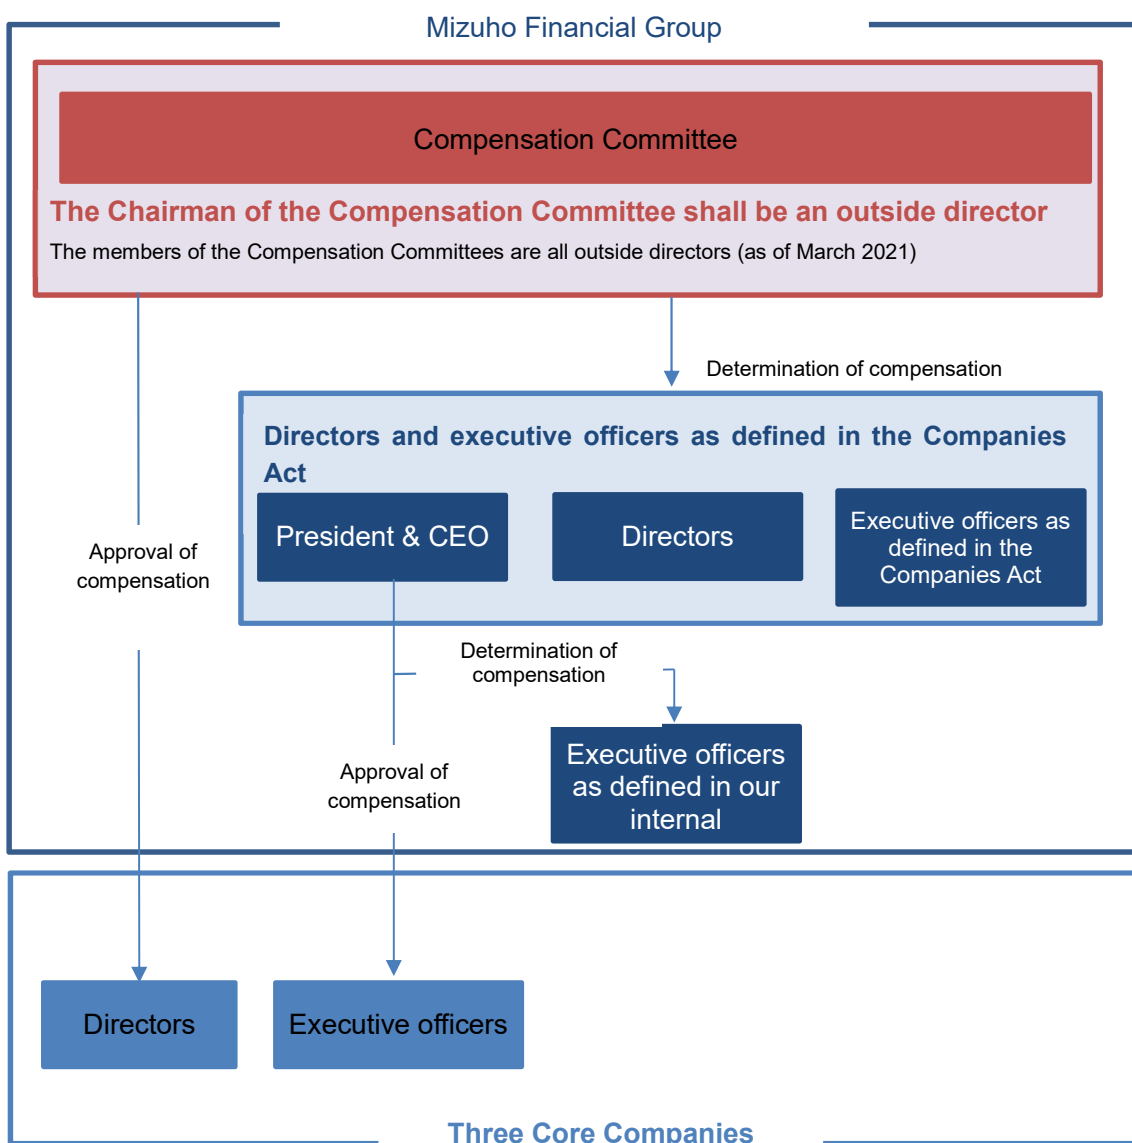 Mizuho Financial Group
Compensation Committee
The Chairman of the Compensation Committee shall be an outside director
The members of the Compensation Committees are all outside directors (as of March 2021)
Determination of compensation
Directors and executive officers as defined in the Companies
Act
President & CEO
Directors
Executive officers as
defined in the
Companies Act
Approval of
compensation
Determination of
compensation
Approval of
compensation
Executive officers
as defined in our
internal
Directors
Executive officers
Three Core Companies